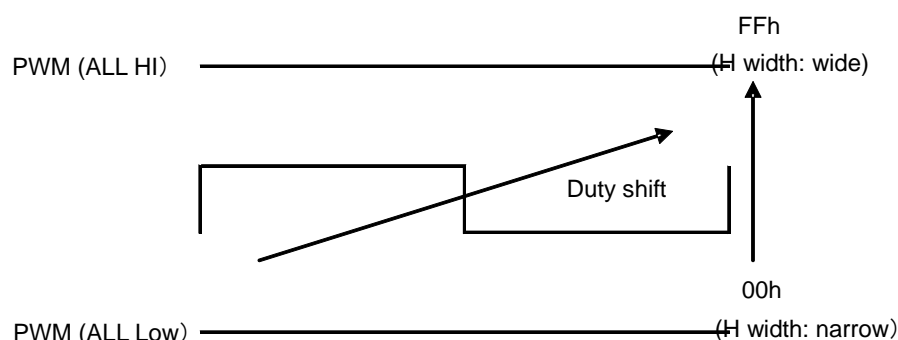 FFh
PWM (ALL HI）
(H width: wide)
Duty shift
00h
PWM (ALL Low）
(H width: narrow）